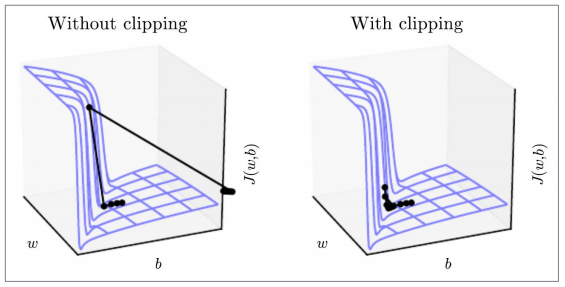 Without clipping
With clipping
J(w,b)
J(w,b)
w
w
b
b